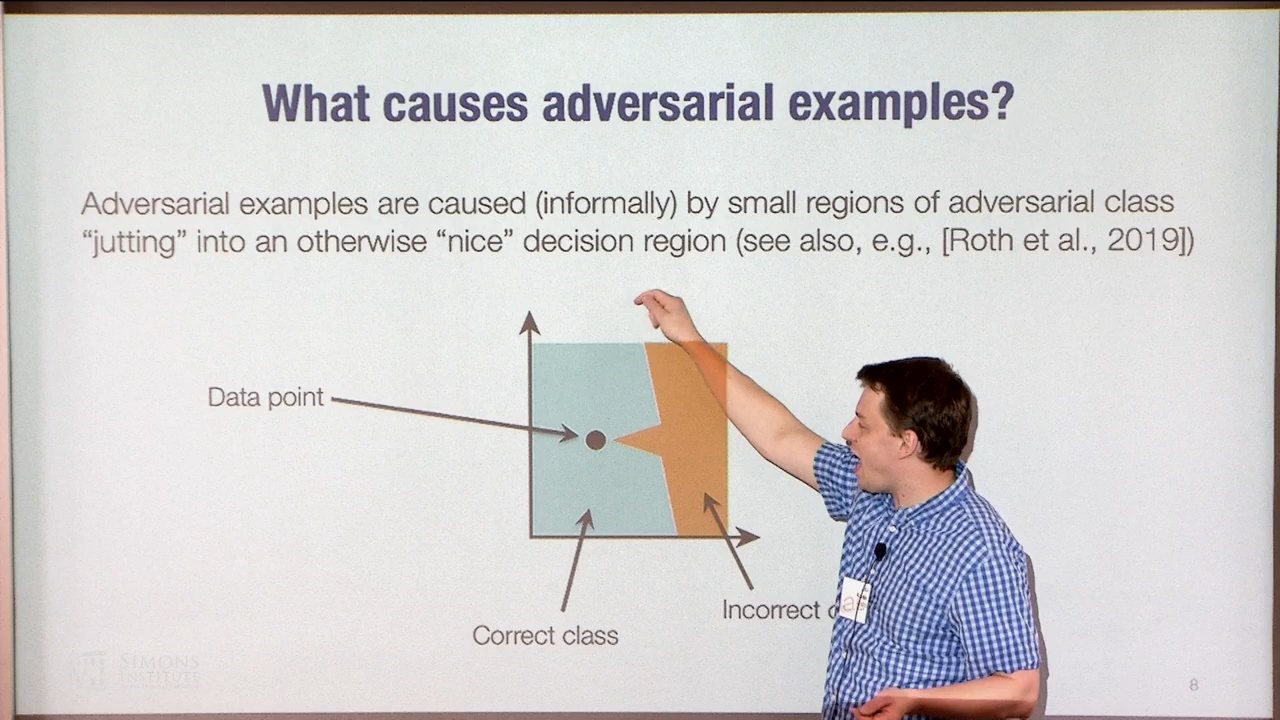 What causes adversarial examples?
Adversarial examples are caused (informally) by small regions of adversarial class
“jutting” into an otherwise “nice” decision region (see also, e.g., [Roth et al., 2019])
Data point
Incorrect
Correct class
SIMONS
INSTITUTE
8